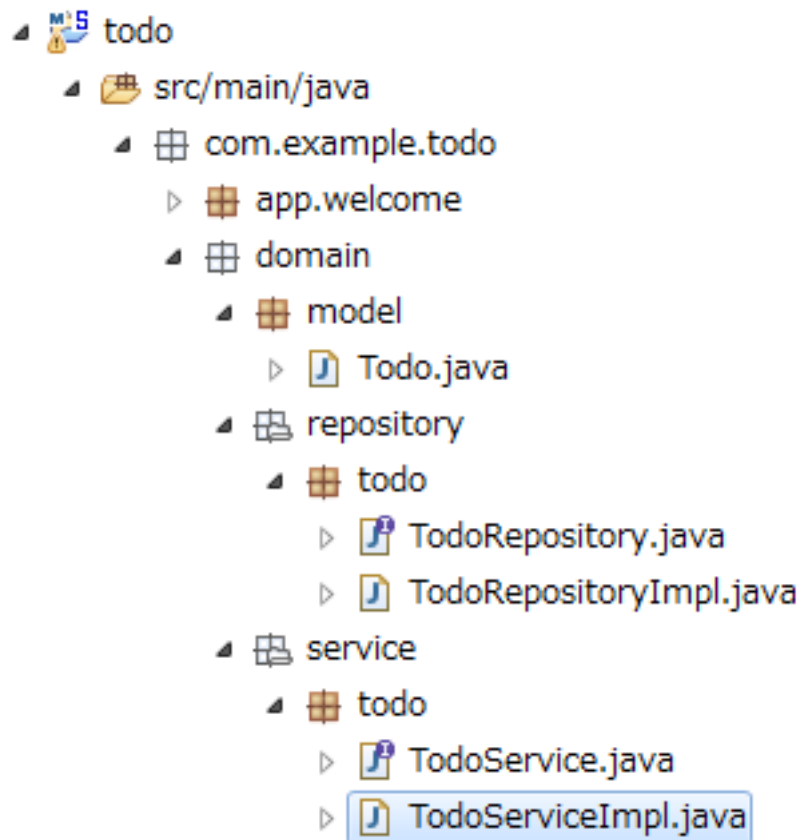 todo
src/main/java
com.example.todo
app.welcome
domain
model
Todo.java
repository
todo
TodoRepository.java
TodoRepositoryImpl.java
service
todo
TodoService.java
TodoServiceImpl.java